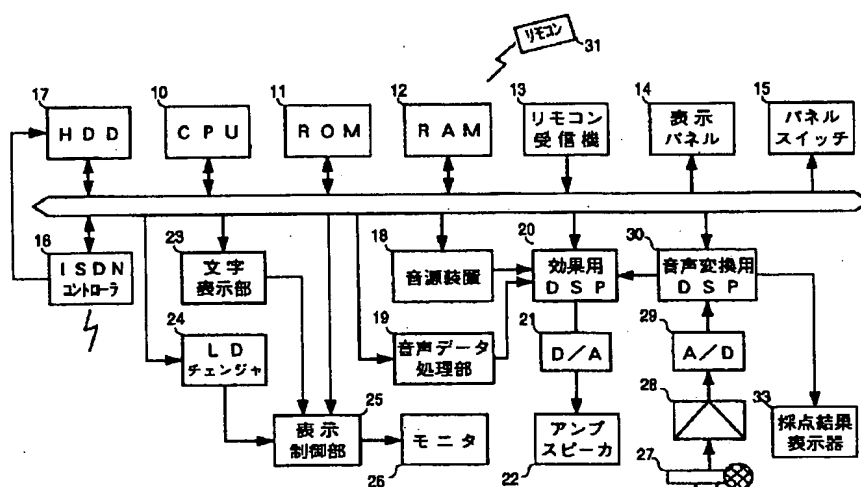 リモコン
31
17
10
11
12
13
14
15
HDD
CPU
ROM
RAM
リモコン
受信機
表示
パネル
パネル
スイッチ
16
ISDN
コントローラ
23
文字
表示部
18
音源装置
20
効果用
DSP
30
音声変換用
DSP
24
LD
チェンジャ
19
音声データ
処理部
21
D/A
29
A/D
25
表示
制御部
モニタ
26
アンプ
スピーカ
22
28
27
33
採点結果
表示器